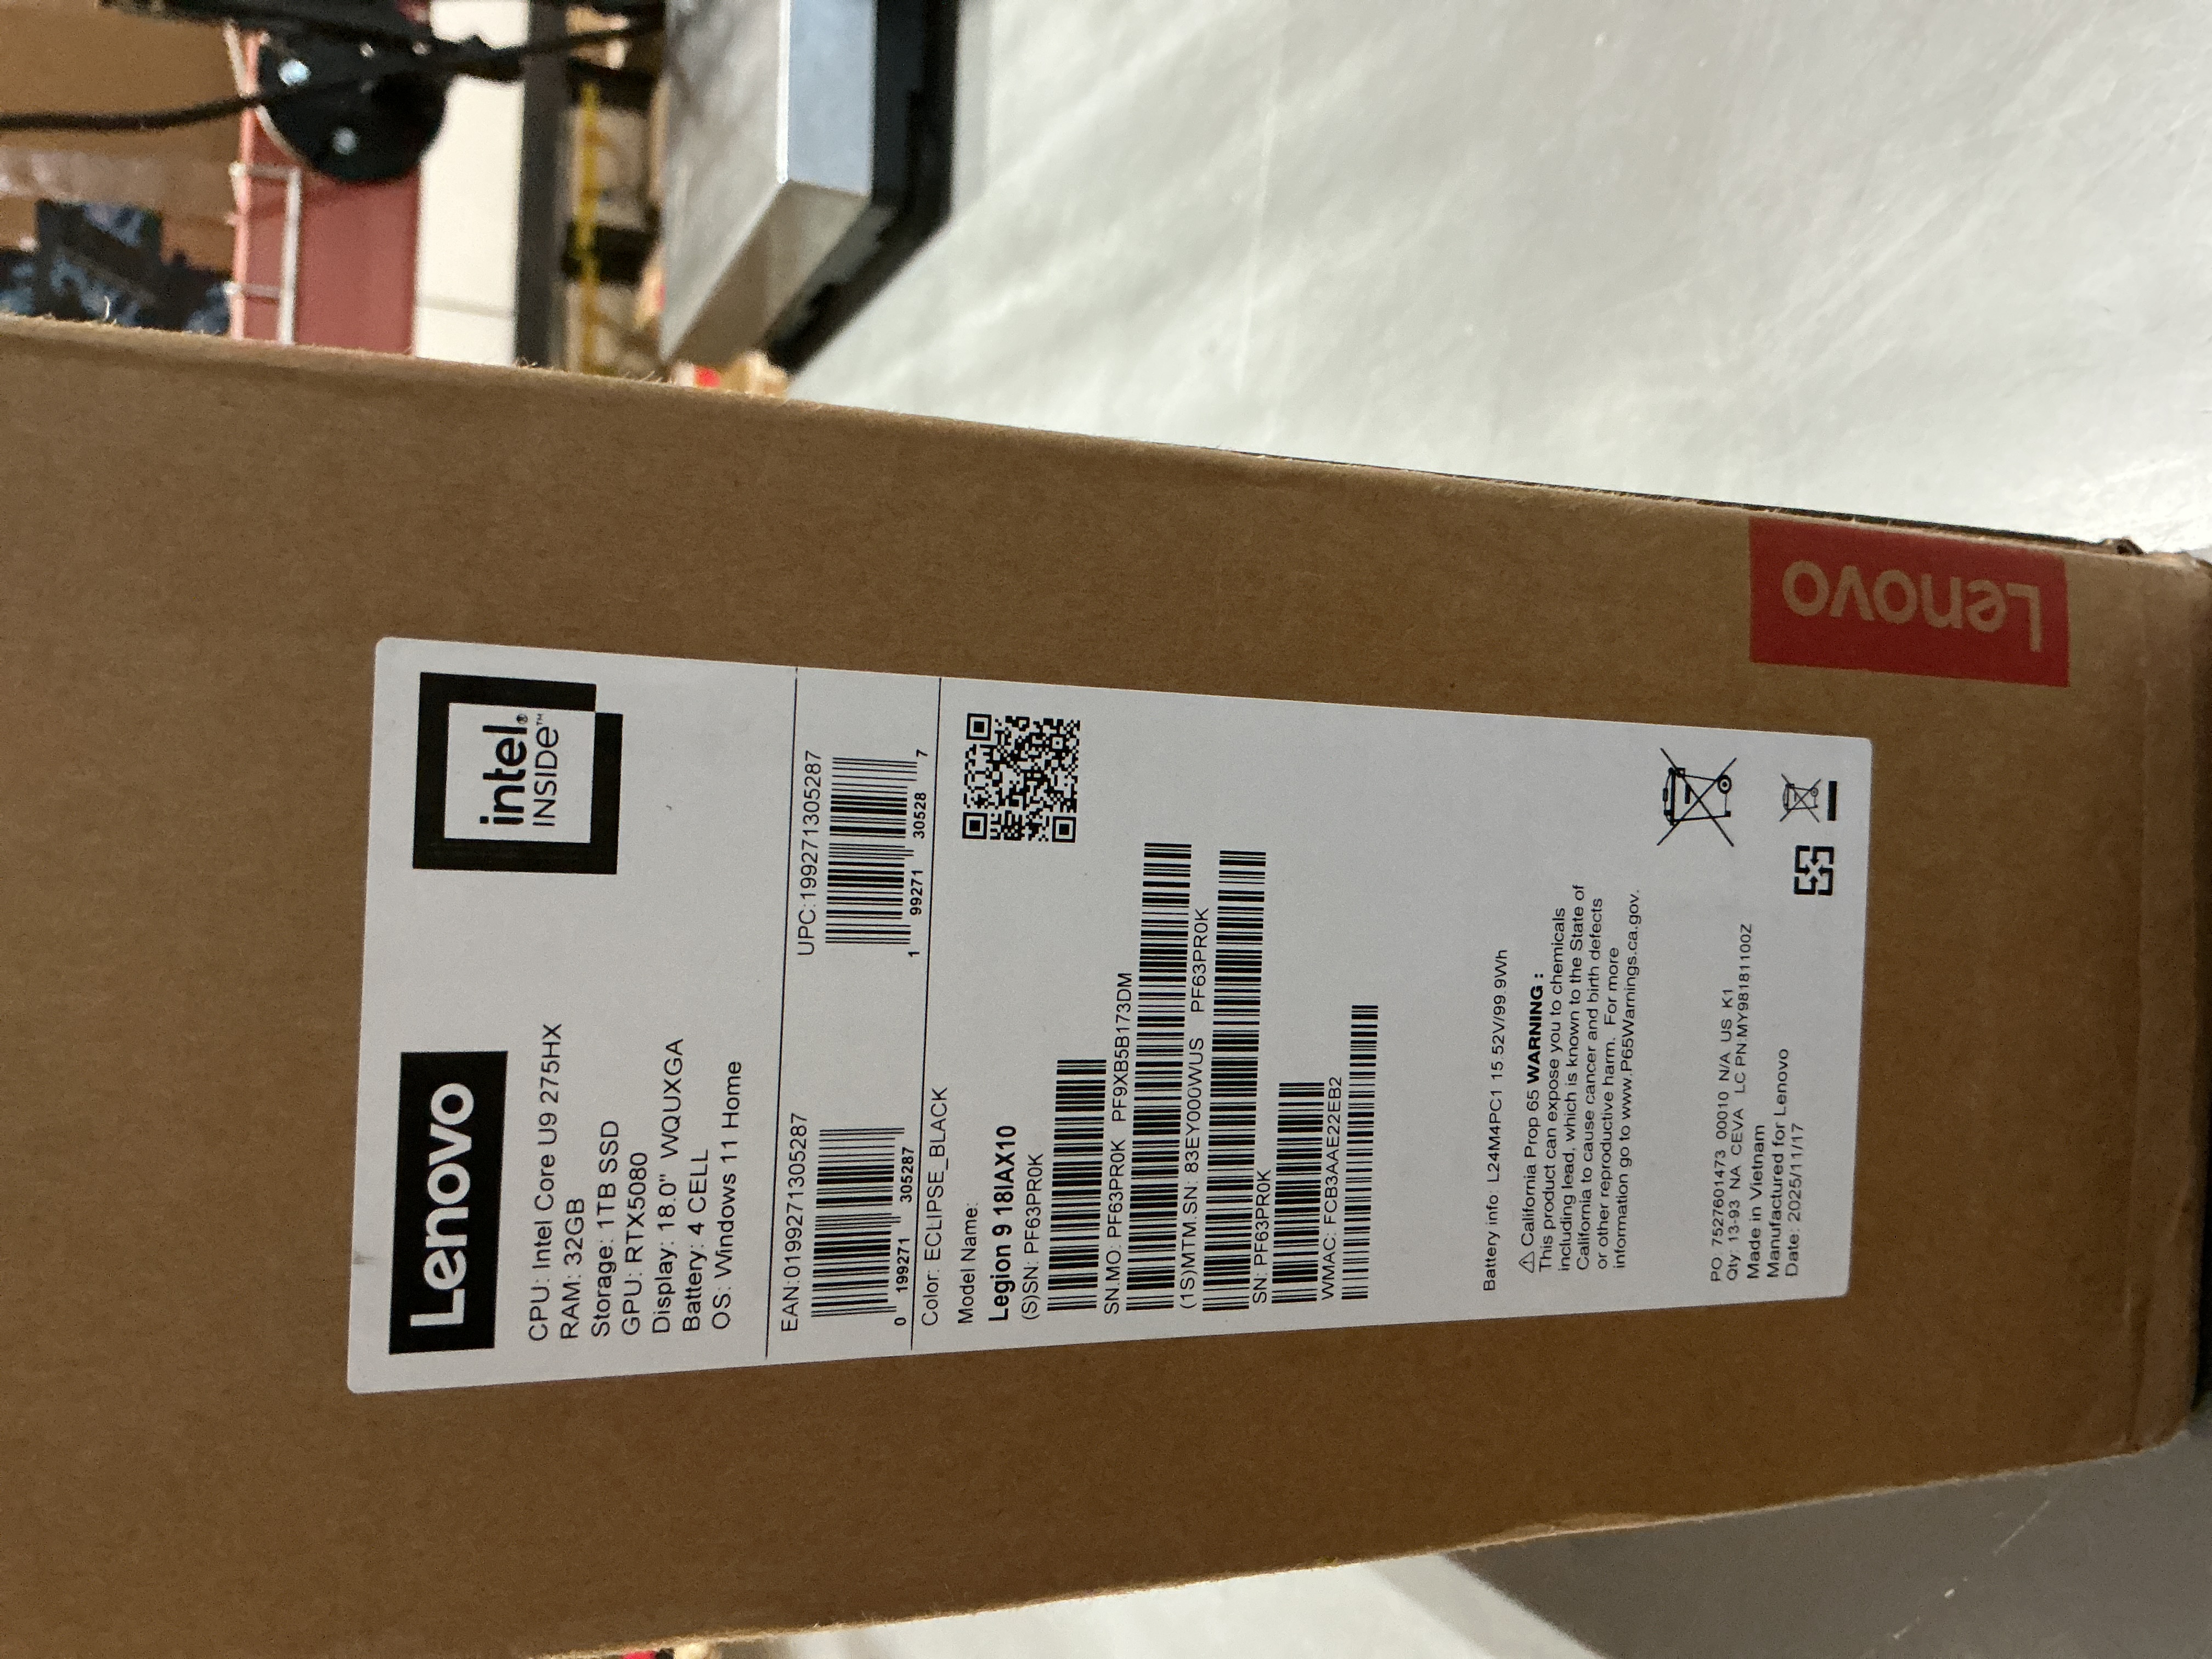 Lenovo
intel®
INSIDE™
CPU: Intel Core U9 275HX
RAM: 32GB
Storage: 1TB SSD
GPU: RTX5080
Display: 18.0" WQUXGA
Battery: 4 CELL
OS: Windows 11 Home
EAN:0199271305287
0 199271 305287
UPC:199271305287
1 99271 30528 7
Color: ECLIPSE_BLACK
Model Name:
Legion 9 18IAX10
(S)SN: PF63PR0K
SN.MO: PF63PR0K PF9XB5B173DM
(1S)MTM.SN: 83EY000WUS PF63PR0K
SN: PF63PR0K
WMAC: FCB3AAE22EB2
Battery info: L24M4PC1 15.52V/99.9Wh
⚠California Prop 65 WARNING :
This product can expose you to chemicals
including lead, which is known to the State of
California to cause cancer and birth defects
or other reproductive harm. For more
information go to www.P65Warnings.ca.gov.
PO: 7527601473 00010 N/A US K1
Qty: 13-93 NA CEVA LC PN:MY98181100Z
Made in Vietnam
Manufactured for Lenovo
Date: 2025/11/17
Lenovo